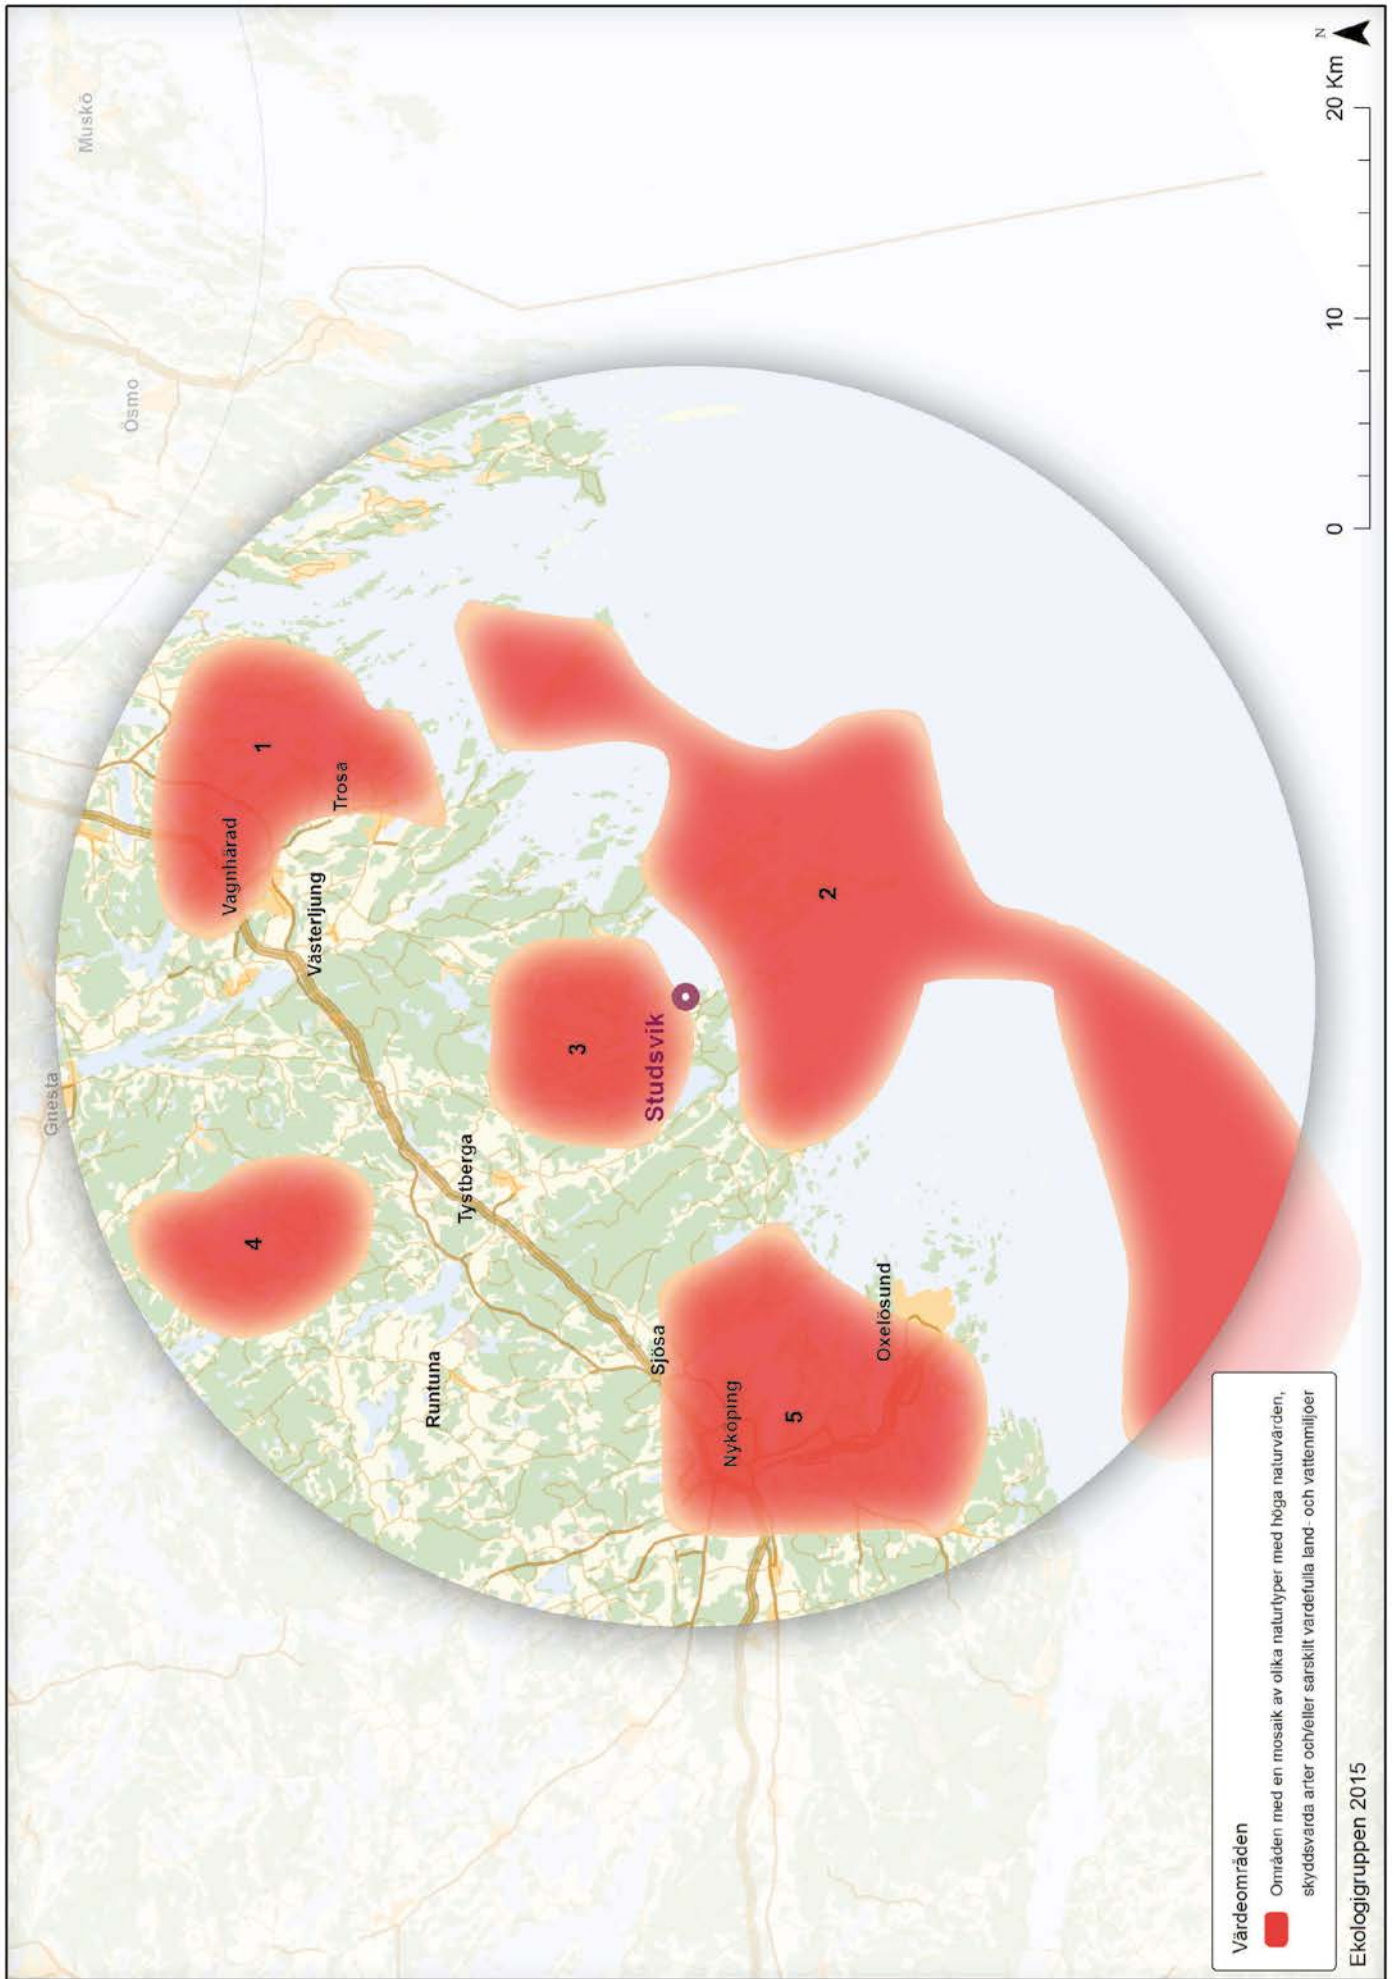 Muskö
Ösmo
Gnesta
1
Vagnhärad
Trosa
Västerljung
4
3
Studsvik
Tystberga
Runtuna
2
Sjösa
Nyköping
5
Oxelösund
Värdeområden
Områden med en mosaik av olika naturtyper med höga naturvärden,
skyddsvärda arter och/eller särskilt värdefulla land- och vattenmiljöer
Ekologigruppen 2015
0 10 20 Km
N